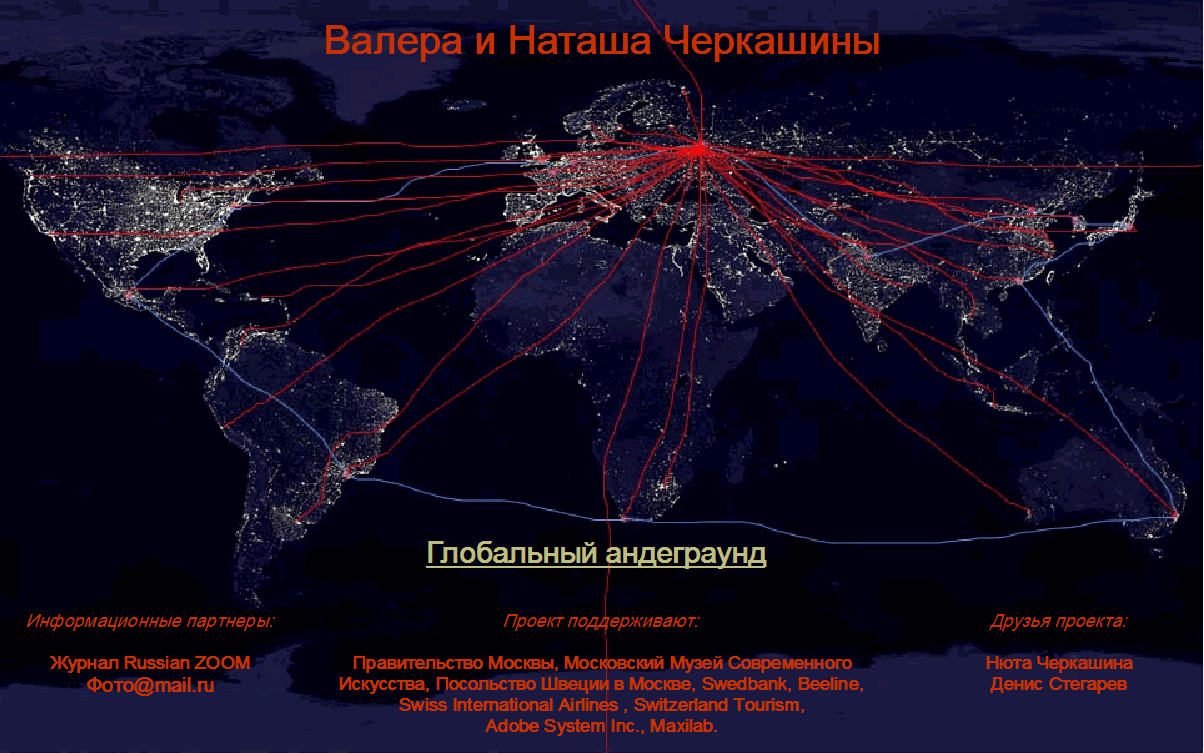 Валера и Наташа Черкашины
Глобальный андеграунд
Информационные партнеры:
Журнал Russian ZOOM
Фото@mail.ru
Проект поддерживают:
Правительство Москвы, Московский Музей Современного
Искусства, Посольство Швеции в Москве, Swedbank, Beeline,
Swiss International Airlines , Switzerland Tourism,
Adobe System Inc., Maxilab.
Друзья проекта:
Нюта Черкашина
Денис Стегарев